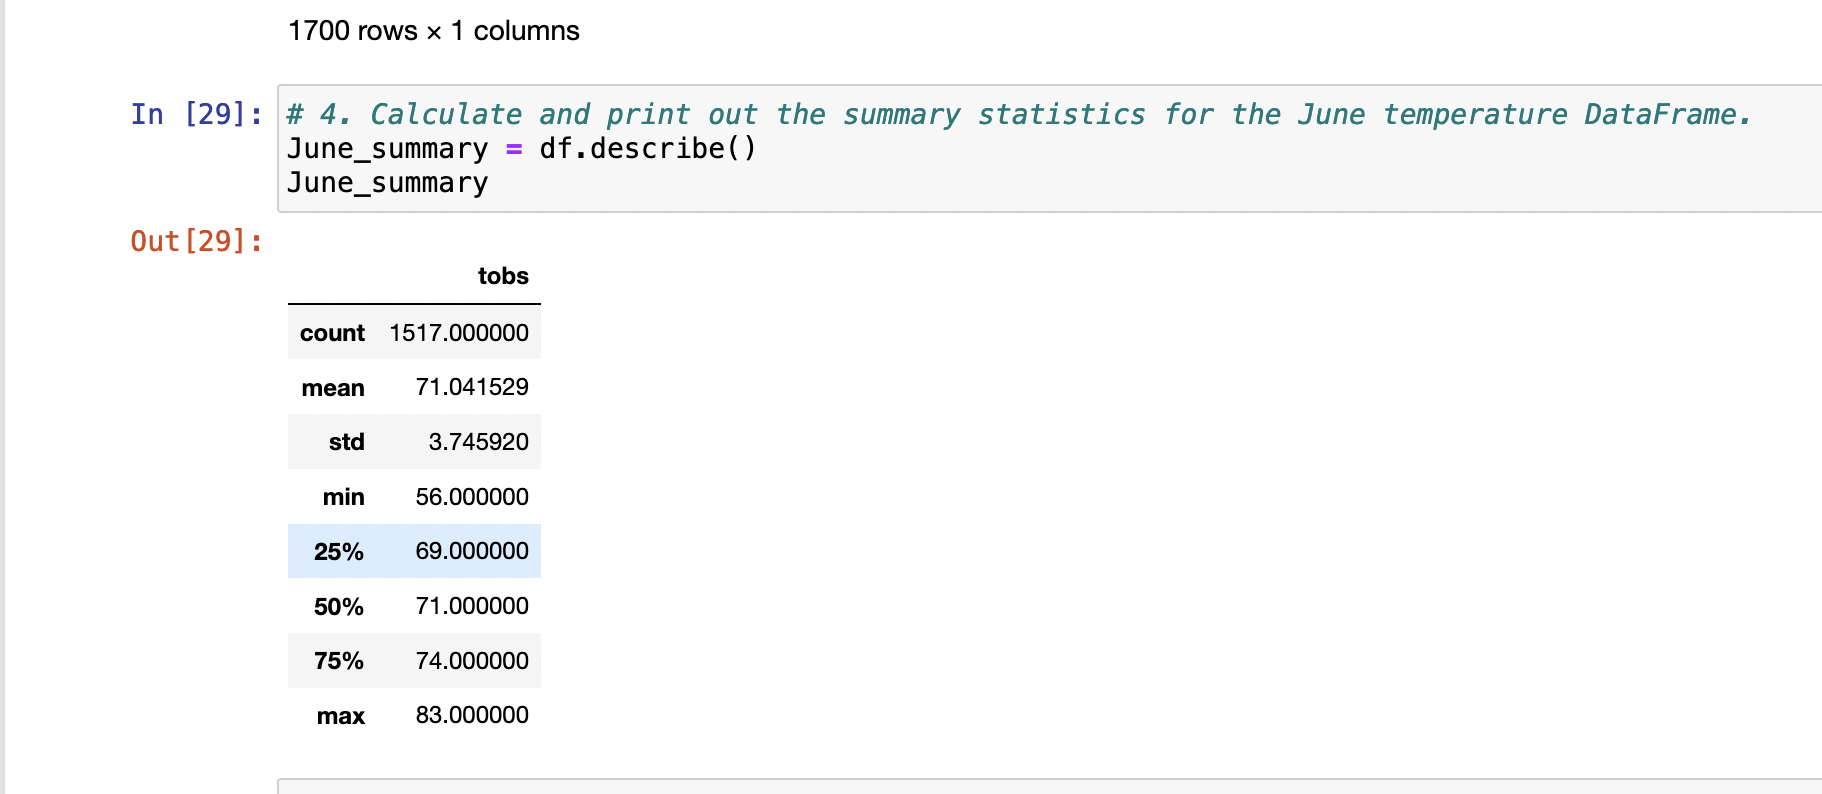 1700 rows × 1 columns
In [29]:
# 4. Calculate and print out the summary statistics for the June temperature DataFrame.
June_summary = df.describe()
June_summary
Out[29]:
tobs
count 1517.000000
mean 71.041529
std 3.745920
min 56.000000
25% 69.000000
50% 71.000000
75% 74.000000
max 83.000000